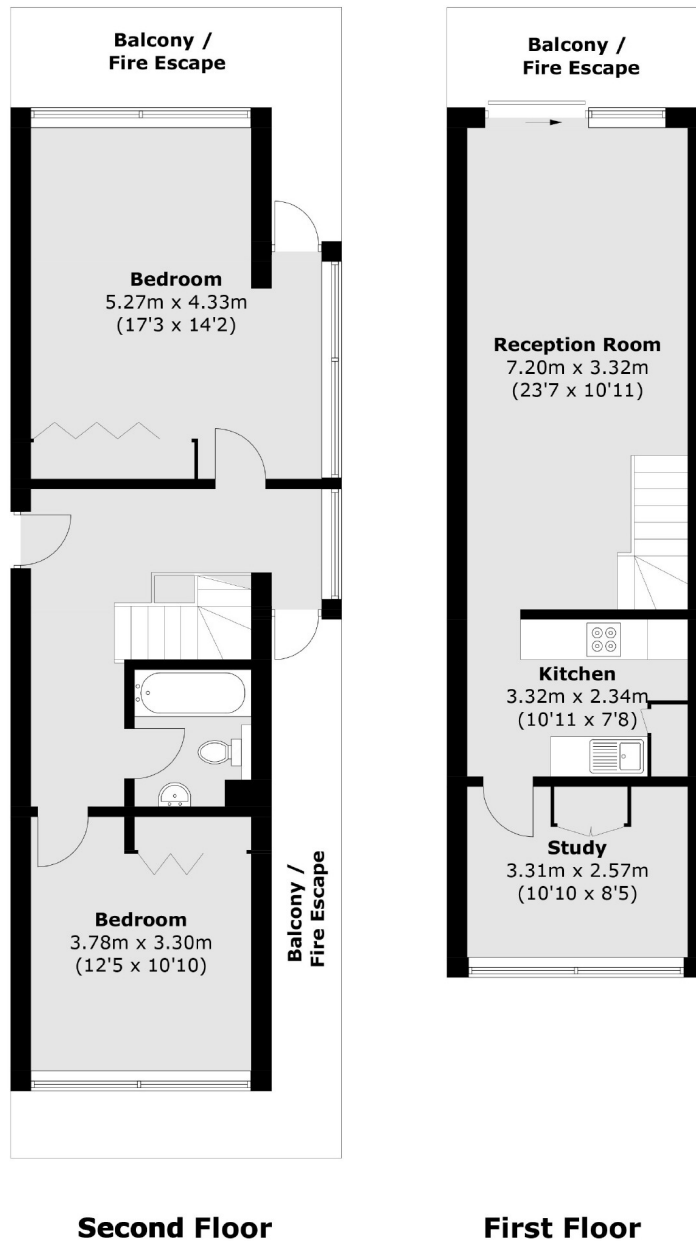 Balcony /
Fire Escape
Bedroom
5.27m x 4.33m
(17'3 x 14'2)
Bedroom
3.78m x 3.30m
(12'5 x 10'10)
Balcony /
Fire Escape
Second Floor
Balcony /
Fire Escape
Reception Room
7.20m x 3.32m
(23'7 x 10'11)
Kitchen
3.32m x 2.34m
(10'11 x 7'8)
Study
3.31m x 2.57m
(10'10 x 8'5)
First Floor